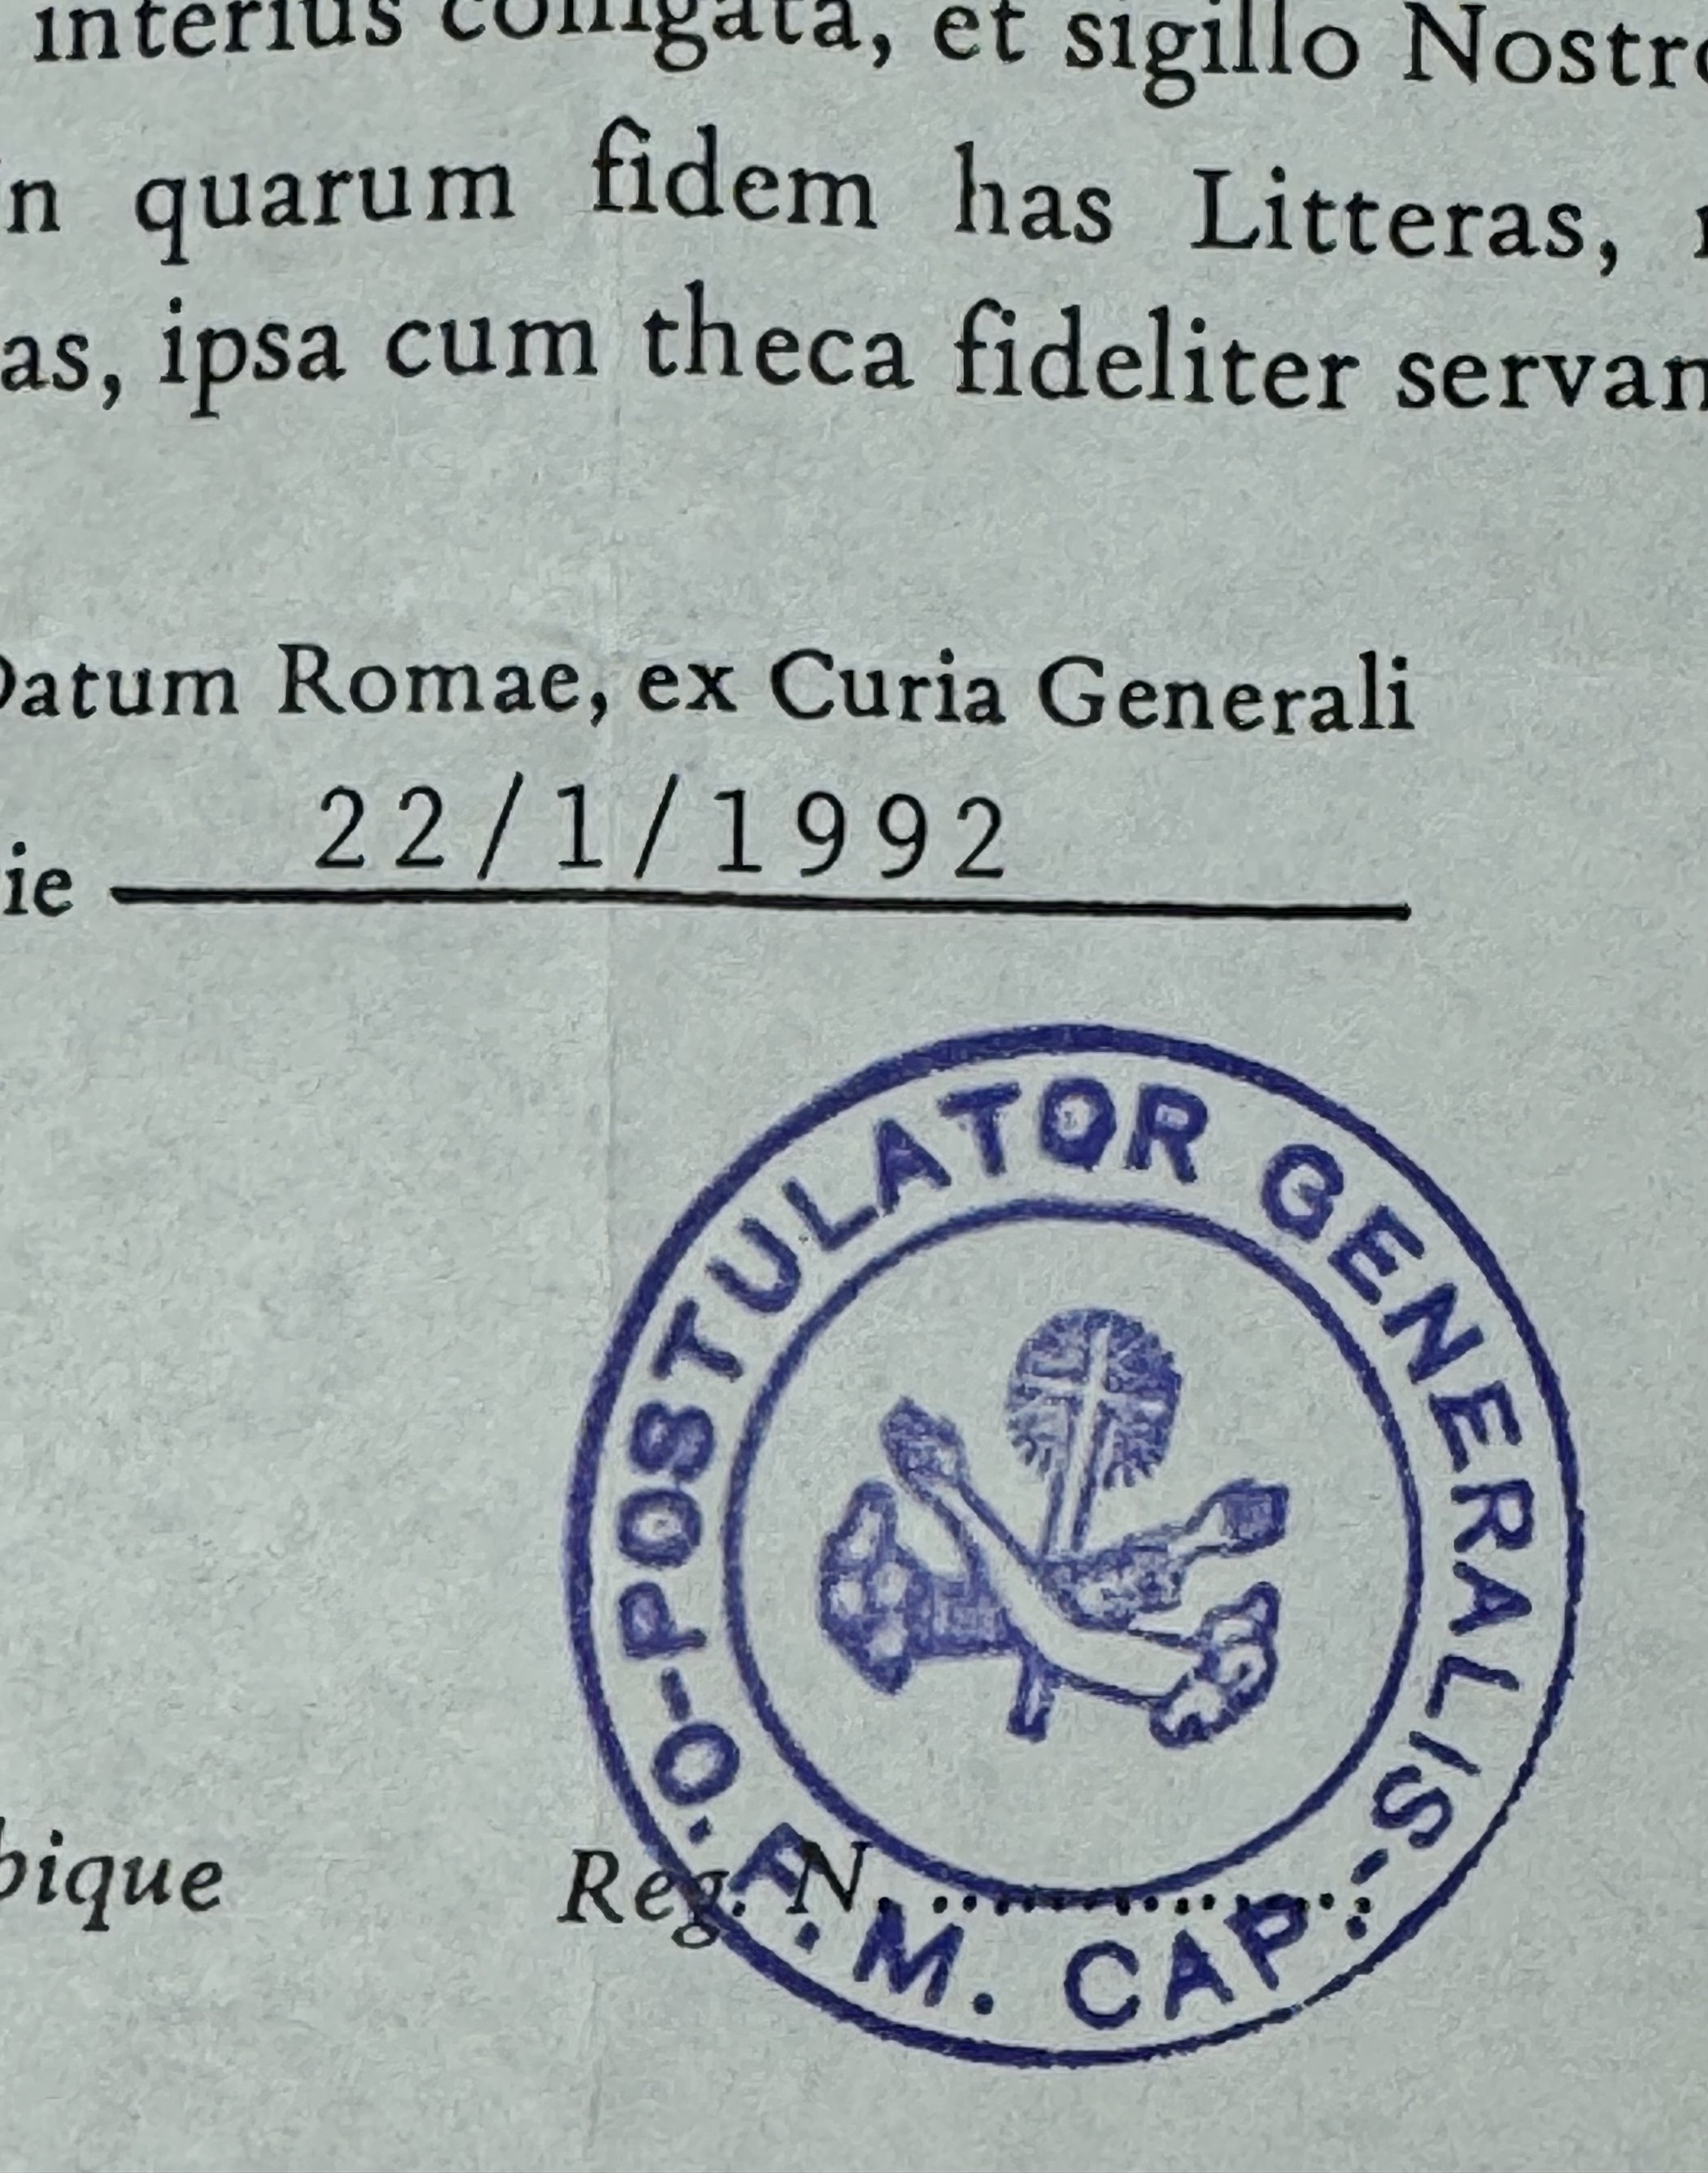 interius colligata, et sigillo Nostro
n quarum fidem has Litteras,
as, ipsa cum theca fideliter servan
Datum Romae, ex Curia Generali
ie 22/1/1992
POSTULATOR GENERALIS-
O.F.M. CAP.-
bique Reg. N. ..................